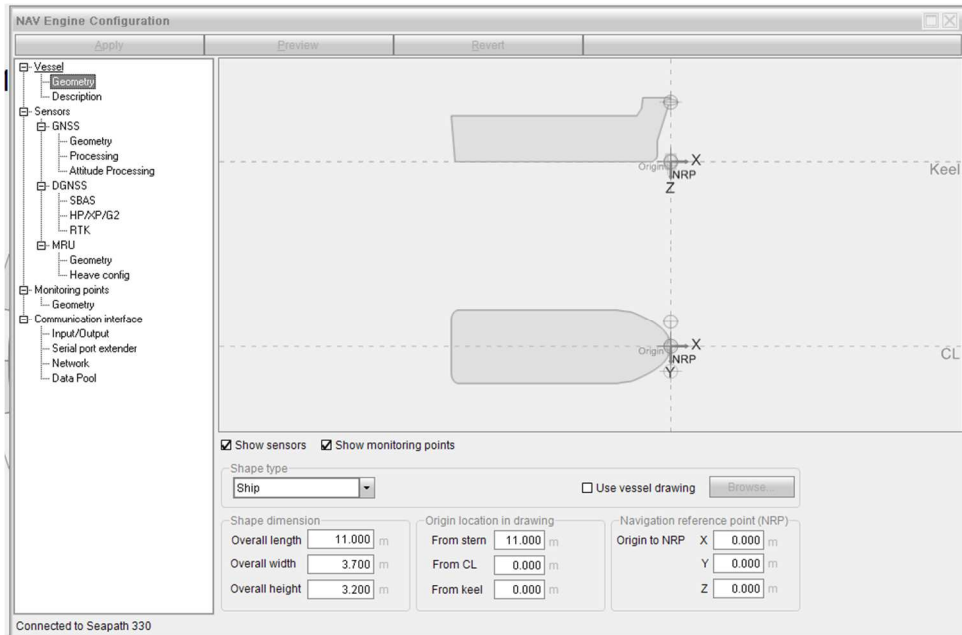 NAV Engine Configuration
Apply Preview Revert
Vessel
Geometry
Description
Sensors
GNSS
Geometry
Processing
Attitude Processing
DGNSS
SBAS
HP/XP/G2
RTK
MRU
Geometry
Heave config
Monitoring points
Geometry
Communication interface
Input/Output
Serial port extender
Network
Data Pool
Origin X
NRP
Z
Keel
Origin X
NRP
Y
CL
Show sensors Show monitoring points
Shape type
Ship Use vessel drawing Browse...
Shape dimension Origin location in drawing Navigation reference point (NRP)
Overall length 11.000 m From stern 11.000 m Origin to NRP X 0.000 m
Overall width 3.700 m From CL 0.000 m Y 0.000 m
Overall height 3.200 m From keel 0.000 m Z 0.000 m
Connected to Seapath 330